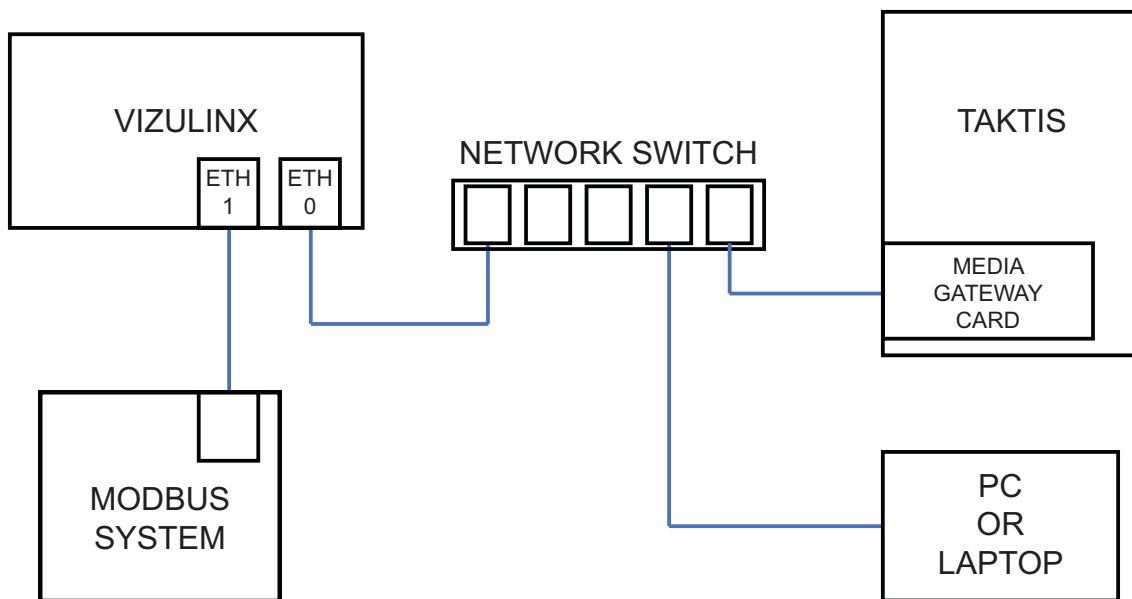 VIZULINX
ETH
1
ETH
0
NETWORK SWITCH
TAKTIS
MEDIA
GATEWAY
CARD
MODBUS
SYSTEM
PC
OR
LAPTOP